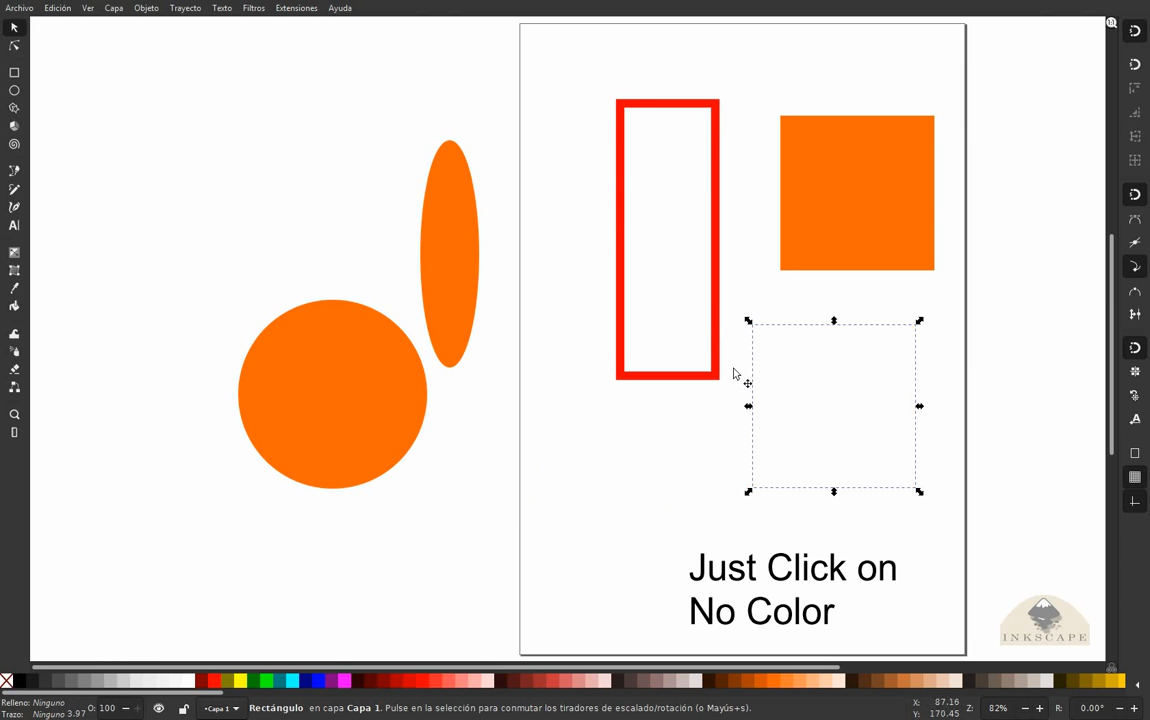 Archivo Edición Ver Capa Objeto Trayecto Texto Filtros Extensiones Ayuda
Just Click on
No Color
INKSCAPE
Relleno: Ninguno
Trazo: Ninguno 3.97
O: 100
•Capa 1
Rectángulo en capa Capa 1. Pulse en la selección para conmutar los tiradores de escalado/rotación (o Mayús+s).
X: 87.16
Y: 170.45
Z: 82%
R: 0.00°